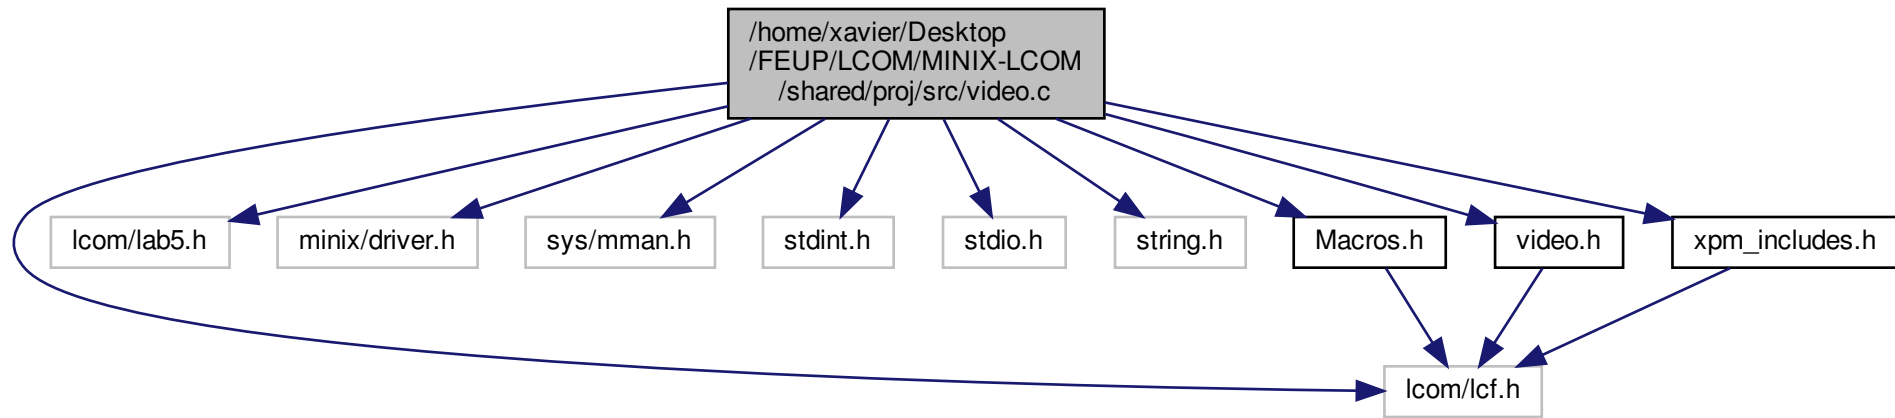 /home/xavier/Desktop
/FEUP/LCOM/MINIX-LCOM
/shared/proj/src/video.c
lcom/lab5.h
minix/driver.h
sys/mman.h
stdint.h
stdio.h
string.h
Macros.h
video.h
xpm_includes.h
lcom/lcf.h